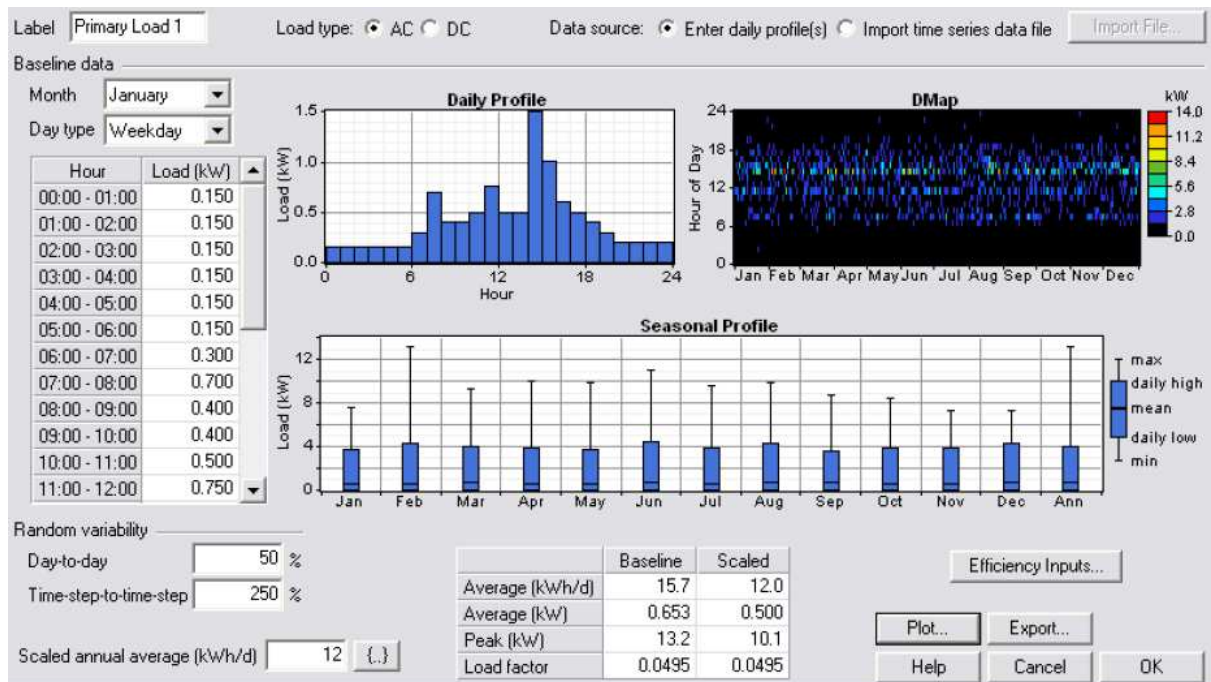 Label Primary Load 1 Load type: AC DC Data source: Enter daily profile(s) Import time series data file Import File...
Baseline data
Month January
Day type Weekday
Hour Load (kW)
00:00 - 01:00 0.150
01:00 - 02:00 0.150
02:00 - 03:00 0.150
03:00 - 04:00 0.150
04:00 - 05:00 0.150
05:00 - 06:00 0.150
06:00 - 07:00 0.300
07:00 - 08:00 0.700
08:00 - 09:00 0.400
09:00 - 10:00 0.400
10:00 - 11:00 0.500
11:00 - 12:00 0.750
Daily Profile
Load (kW)
1.5
1.0
0.5
0.0
0 6 12 18 24
Hour
DMap
Hour of Day
24
18
12
6
0
Jan Feb Mar Apr May Jun Jul Aug Sep Oct Nov Dec
kW
14.0
11.2
8.4
5.6
2.8
0.0
Seasonal Profile
Load (kW)
12
8
4
0
Jan Feb Mar Apr May Jun Jul Aug Sep Oct Nov Dec Ann
max
daily high
mean
daily low
min
Random variability
Day-to-day 50 %
Time-step-to-time-step 250 %
Scaled annual average (kWh/d) 12 {..}
Baseline Scaled
Average (kWh/d) 15.7 12.0
Average (kW) 0.653 0.500
Peak (kW) 13.2 10.1
Load factor 0.0495 0.0495
Efficiency Inputs...
Plot... Export...
Help Cancel OK